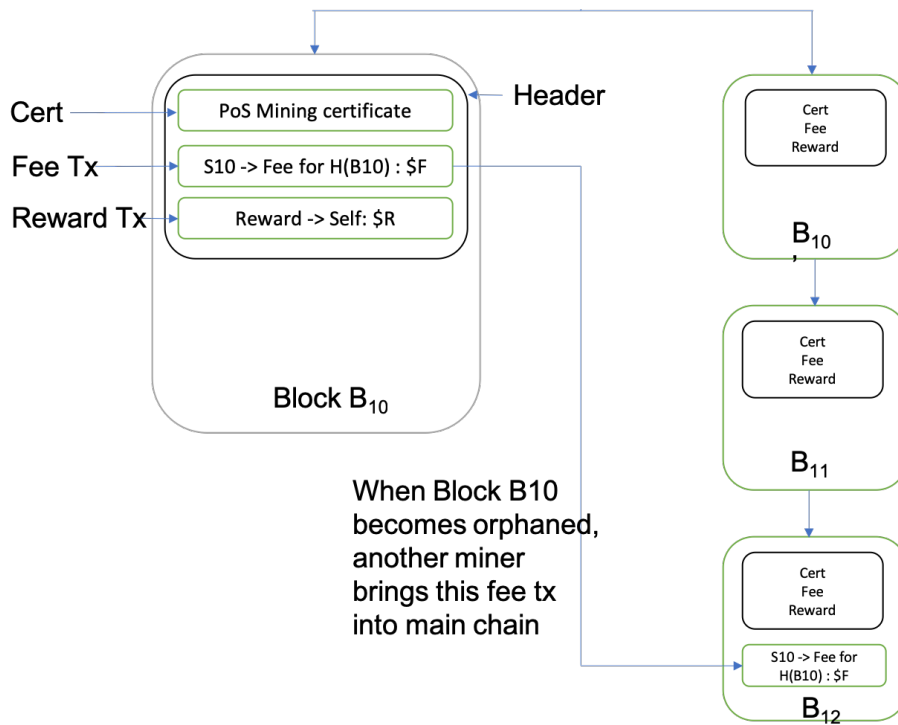 Cert
Fee Tx
Reward Tx
Header
PoS Mining certificate
S10 -> Fee for H(B10) : $F
Reward -> Self: $R
Block B10
When Block B10
becomes orphaned,
another miner
brings this fee tx
into main chain
Cert
Fee
Reward
B10
,
Cert
Fee
Reward
B11
Cert
Fee
Reward
S10 -> Fee for
H(B10) : $F
B12